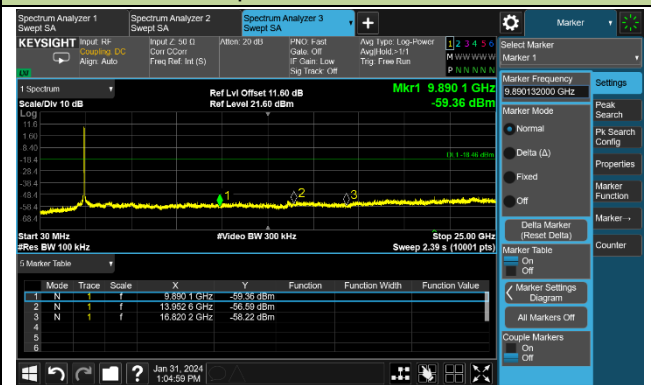 Spectrum Analyzer 1
Swept SA
Spectrum Analyzer 2
Swept SA
Spectrum Analyzer 3
Swept SA
Marker
KEYSIGHT
Input: RF
Coupling: DC
Align: Auto
Input Z: 50 Ω
Corr CCorr
Freq Ref: Int (S)
Atten: 20 dB
PNO: Fast
Gate: Off
IF Gain: Low
Sig Track: Off
Avg Type: Log-Power
Avg|Hold:>1/1
Trig: Free Run
1 2 3 4 5 6
M W W W W W
P N N N N N
Select Marker
Marker 1
1 Spectrum
Scale/Div 10 dB
Log
Ref Lvl Offset 11.60 dB
Ref Level 21.60 dBm
Mkr1 9.890 1 GHz
-59.36 dBm
11.6
1.60
-8.40
-18.4
-28.4
-38.4
-48.4
-58.4
-68.4
DL1 -18.46 dBm
1
2
3
Start 30 MHz
#Res BW 100 kHz
#Video BW 300 kHz
Stop 25.00 GHz
Sweep 2.39 s (10001 pts)
5 Marker Table
Mode Trace Scale X Y Function Function Width Function Value
1 N 1 f 9.890 1 GHz -59.36 dBm
2 N 1 f 13.952 6 GHz -56.59 dBm
3 N 1 f 16.820 2 GHz -58.22 dBm
4
5
6
Marker Frequency
9.890132000 GHz
Marker Mode
Normal
Delta (Δ)
Fixed
Off
Delta Marker
(Reset Delta)
Marker Table
On
Off
Marker Settings
Diagram
All Markers Off
Couple Markers
On
Off
Settings
Peak
Search
Pk Search
Config
Properties
Marker
Function
Marker→
Counter
?
Jan 31, 2024
1:04:59 PM